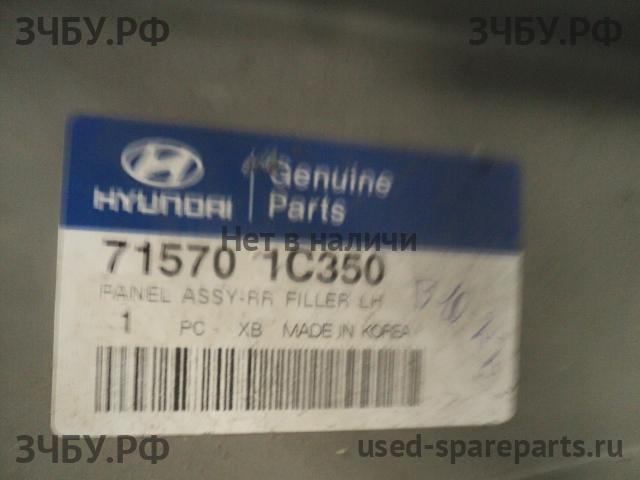 ЗЧБУ.РФ
ЗЧБУ.РФ
HYUNDAI
Genuine
Parts
Нет в наличи
71570 1C350
PANEL ASSY-RR FILLER LH
1 PC XB MADE IN KOREA
B10
ЗЧБУ.РФ
used-spareparts.ru